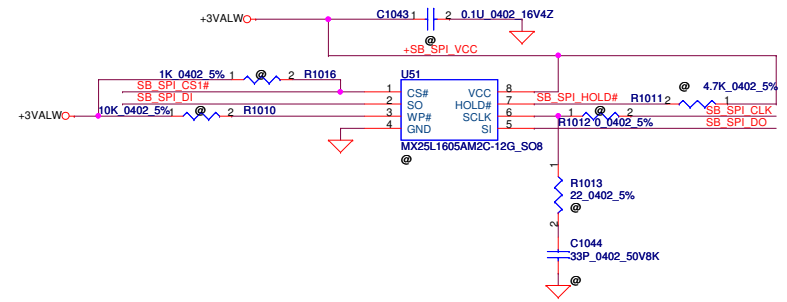 +3VALW
C1043 1 2 0.1U_0402_16V4Z
@
+SB_SPI_VCC
1K_0402_5% 1 @ 2 R1016
SB_SPI_CS1#
SB_SPI_DI
+3VALW
10K_0402_5% 1 @ 2 R1010
U51
1 CS# VCC 8
2 SO HOLD# 7
3 WP# SCLK 6
4 GND SI 5
MX25L1605AM2C-12G_SO8
@
@ 4.7K_0402_5%
SB_SPI_HOLD# R1011 2 1
SB_SPI_CLK
1 @ 2
R1012 0_0402_5%
SB_SPI_DO
1
R1013
22_0402_5%
@
2
C1044
33P_0402_50V8K
@